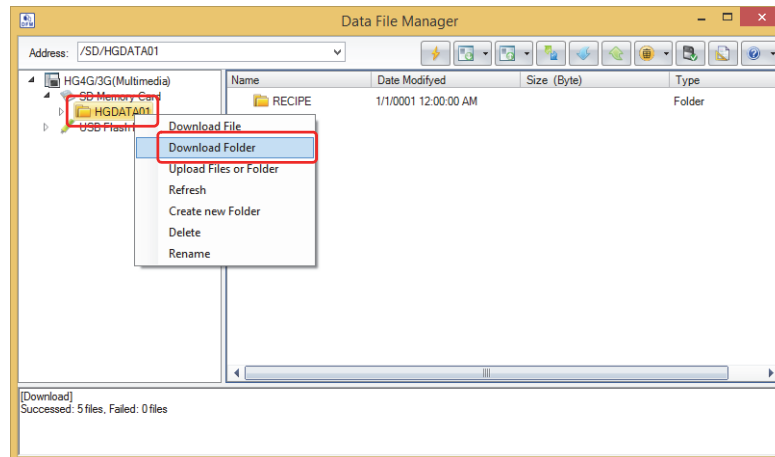 DFM
Data File Manager
Address: /SD/HGDATA01
HG4G/3G(Multimedia)
SD Memory Card
HGDATA01
USB Flash
Name Date Modifyed Size (Byte) Type
RECIPE 1/1/0001 12:00:00 AM Folder
Download File
Download Folder
Upload Files or Folder
Refresh
Create new Folder
Delete
Rename
[Download]
Successed: 5 files, Failed: 0 files